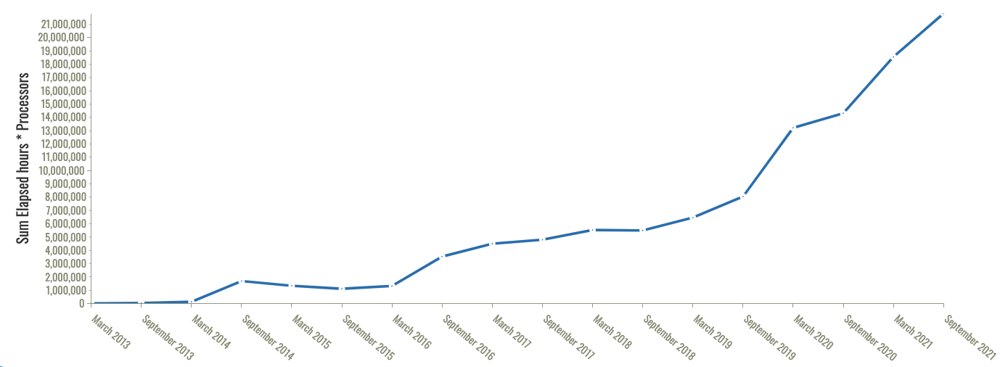 Sum Elapsed hours * Processors
21,000,000
20,000,000
19,000,000
18,000,000
17,000,000
16,000,000
15,000,000
14,000,000
13,000,000
12,000,000
11,000,000
10,000,000
9,000,000
8,000,000
7,000,000
6,000,000
5,000,000
4,000,000
3,000,000
2,000,000
1,000,000
0
March 2013
September 2013
March 2014
September 2014
March 2015
September 2015
March 2016
September 2016
March 2017
September 2017
March 2018
September 2018
March 2019
September 2019
March 2020
September 2020
March 2021
September 2021